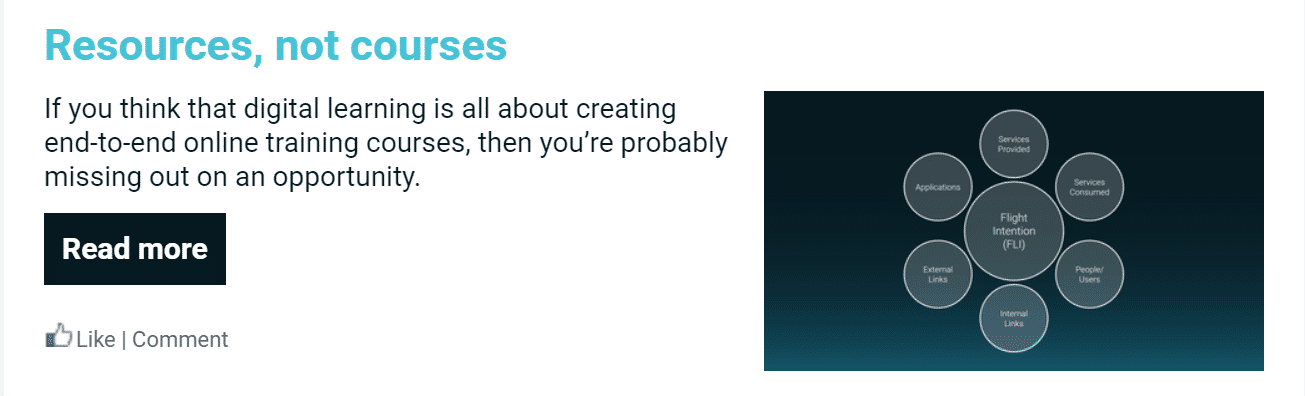 Resources, not courses
If you think that digital learning is all about creating
end-to-end online training courses, then you’re probably
missing out on an opportunity.
Read more
Like | Comment
Services
Provided
Applications
Services
Consumed
Flight
Intention
(FLI)
External
Links
People/
Users
Internal
Links